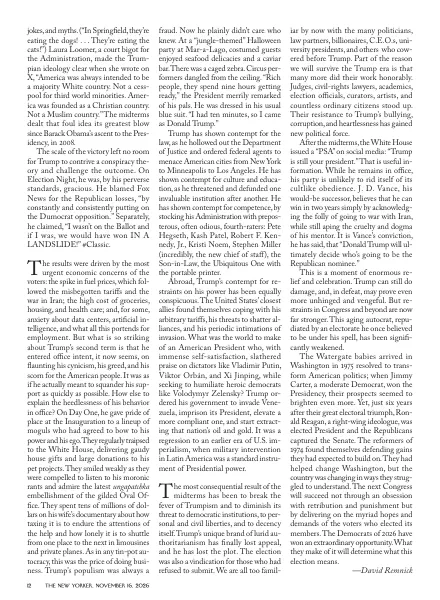 jokes, and myths. ("In Springfield, they're
eating the dogs! . . . They're eating the
cats!") Laura Loomer, a court bigot for
the Administration, made the Trum-
pian ideology clear when she wrote on
X, "America was always intended to be
a majority White country. Not a cess-
pool for third world minorities. Amer-
ica was founded as a Christian country.
Not a Muslim country." The midterms
dealt that foul idea its greatest blow
since Barack Obama's ascent to the Pres-
idency, in 2008.
The scale of the victory left no room
for Trump to contrive a conspiracy the-
ory and challenge the outcome. On
Election Night, he was, by his perverse
standards, gracious. He blamed Fox
News for the Republican losses, "by
constantly and consistently putting on
the Dumocrat opposition." Separately,
he claimed, "I wasn't on the Ballot and
if I was, we would have won IN A
LANDSLIDE!" #Classic.
The results were driven by the most
urgent economic concerns of the
voters: the spike in fuel prices, which fol-
lowed the misbegotten tariffs and the
war in Iran; the high cost of groceries,
housing, and health care; and, for some,
anxiety about data centers, artificial in-
telligence, and what all this portends for
employment. But what is so striking
about Trump's second term is that he
entered office intent, it now seems, on
flaunting his cynicism, his greed, and his
scorn for the American people. It was as
if he actually meant to squander his sup-
port as quickly as possible. How else to
explain the heedlessness of his behavior
in office? On Day One, he gave pride of
place at the Inauguration to a lineup of
moguls who had agreed to bow to his
power and his ego. They regularly traipsed
to the White House, delivering gaudy
house gifts and large donations to his
pet projects. They smiled weakly as they
were compelled to listen to his moronic
rants and admire the latest ungapatchka
embellishment of the gilded Oval Of-
fice. They spent tens of millions of dol-
lars on his wife's documentary about how
taxing it is to endure the attentions of
the help and how lonely it is to shuttle
from one place to the next in limousines
and private planes. As in any tin-pot au-
tocracy, this was the price of doing busi-
ness. Trump's populism was always a
fraud. Now he plainly didn't care who
knew. At a "jungle-themed" Halloween
party at Mar-a-Lago, costumed guests
enjoyed seafood delicacies and a caviar
bar. There was a caged zebra. Circus per-
formers dangled from the ceiling. "Rich
people, they spend nine hours getting
ready," the President merrily remarked
of his pals. He was dressed in his usual
blue suit. "I had ten minutes, so I came
as Donald Trump."
Trump has shown contempt for the
law, as he hollowed out the Department
of Justice and ordered federal agents to
menace American cities from New York
to Minneapolis to Los Angeles. He has
shown contempt for culture and educa-
tion, as he threatened and defunded one
invaluable institution after another. He
has shown contempt for competence, by
stocking his Administration with prepos-
terous, often odious, fourth-raters: Pete
Hegseth, Kash Patel, Robert F. Ken-
nedy, Jr., Kristi Noem, Stephen Miller
(incredibly, the new chief of staff), the
Son-in-Law, the Ubiquitous One with
the portable printer.
Abroad, Trump's contempt for re-
straints on his power has been equally
conspicuous. The United States' closest
allies found themselves coping with his
arbitrary tariffs, his threats to shatter al-
liances, and his periodic intimations of
invasion. What was the world to make
of an American President who, with
immense self-satisfaction, slathered
praise on dictators like Vladimir Putin,
Viktor Orbán, and Xi Jinping, while
seeking to humiliate heroic democrats
like Volodymyr Zelensky? Trump or-
dered his government to invade Vene-
zuela, imprison its President, elevate a
more compliant one, and start extract-
ing that nation's oil and gold. It was a
regression to an earlier era of U.S. im-
perialism, when military intervention
in Latin America was a standard instru-
ment of Presidential power.
The most consequential result of the
midterms has been to break the
fever of Trumpism and to diminish its
threat to democratic institutions, to per-
sonal and civil liberties, and to decency
itself. Trump's unique brand of lurid au-
thoritarianism has finally lost appeal,
and he has lost the plot. The election
was also a vindication for those who had
refused to submit. We are all too famil-
iar by now with the many politicians,
law partners, billionaires, C.E.O.s, uni-
versity presidents, and others who cow-
ered before Trump. Part of the reason
we will survive the Trump era is that
many more did their work honorably.
Judges, civil-rights lawyers, academics,
election officials, curators, artists, and
countless ordinary citizens stood up.
Their resistance to Trump's bullying,
corruption, and heartlessness has gained
new political force.
After the midterms, the White House
issued a "PSA" on social media: "Trump
is still your president." That is useful in-
formation. While he remains in office,
his party is unlikely to rid itself of its
cultlike obedience. J. D. Vance, his
would-be successor, believes that he can
win in two years simply by acknowledg-
ing the folly of going to war with Iran,
while still aping the cruelty and dogma
of his mentor. It is Vance's conviction,
he has said, that "Donald Trump will ul-
timately decide who's going to be the
Republican nominee."
This is a moment of enormous re-
lief and celebration. Trump can still do
damage, and, in defeat, may prove even
more unhinged and vengeful. But re-
straints in Congress and beyond are now
far stronger. This aging autocrat, repu-
diated by an electorate he once believed
to be under his spell, has been signifi-
cantly weakened.
The Watergate babies arrived in
Washington in 1975 resolved to trans-
form American politics; when Jimmy
Carter, a moderate Democrat, won the
Presidency, their prospects seemed to
brighten even more. Yet, just six years
after their great electoral triumph, Ron-
ald Reagan, a right-wing ideologue, was
elected President and the Republicans
captured the Senate. The reformers of
1974 found themselves defending gains
they had expected to build on. They had
helped change Washington, but the
country was changing in ways they strug-
gled to understand. The next Congress
will succeed not through an obsession
with retribution and punishment but
by delivering on the myriad hopes and
demands of the voters who elected its
members. The Democrats of 2026 have
won an extraordinary opportunity. What
they make of it will determine what this
election means.
—David Remnick
12 THE NEW YORKER, NOVEMBER 16, 2026